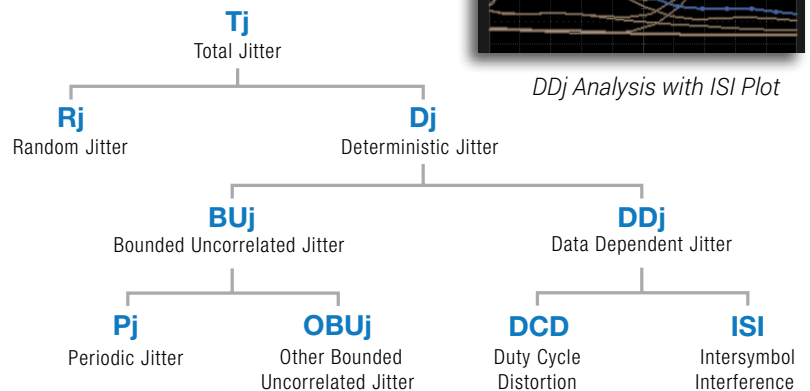 Tj
Total Jitter
DDj Analysis with ISI Plot
Rj
Random Jitter
Dj
Deterministic Jitter
BUj
Bounded Uncorrelated Jitter
DDj
Data Dependent Jitter
Pj
Periodic Jitter
OBUj
Other Bounded
Uncorrelated Jitter
DCD
Duty Cycle
Distortion
ISI
Intersymbol
Interference